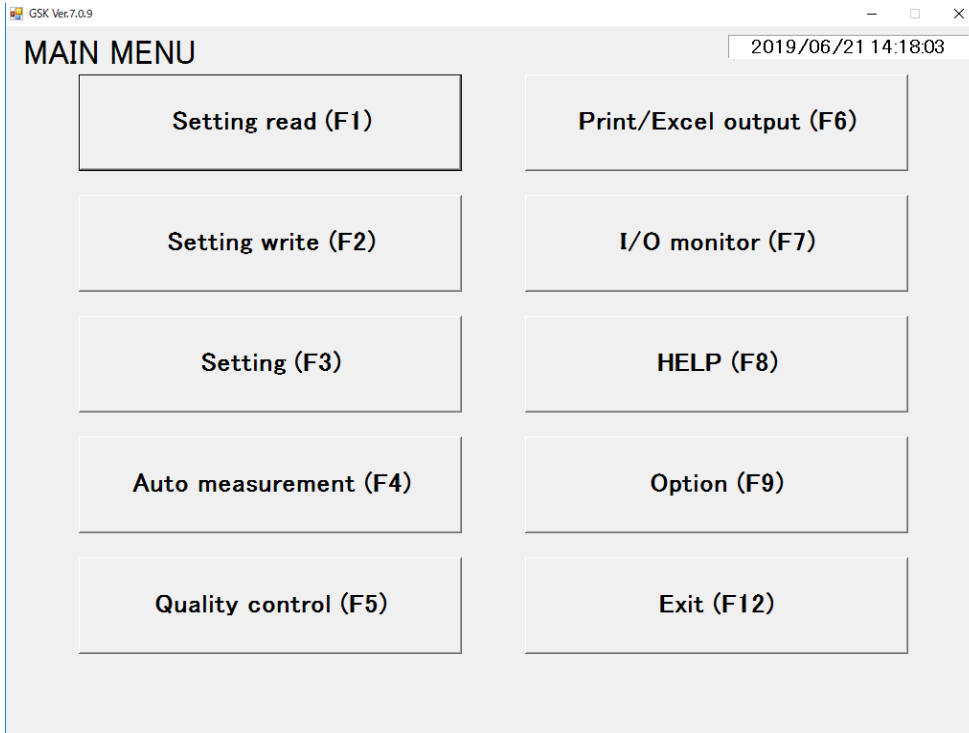 GSK Ver.7.0.9
MAIN MENU
2019/06/21 14:18:03
Setting read (F1)
Print/Excel output (F6)
Setting write (F2)
I/O monitor (F7)
Setting (F3)
HELP (F8)
Auto measurement (F4)
Option (F9)
Quality control (F5)
Exit (F12)